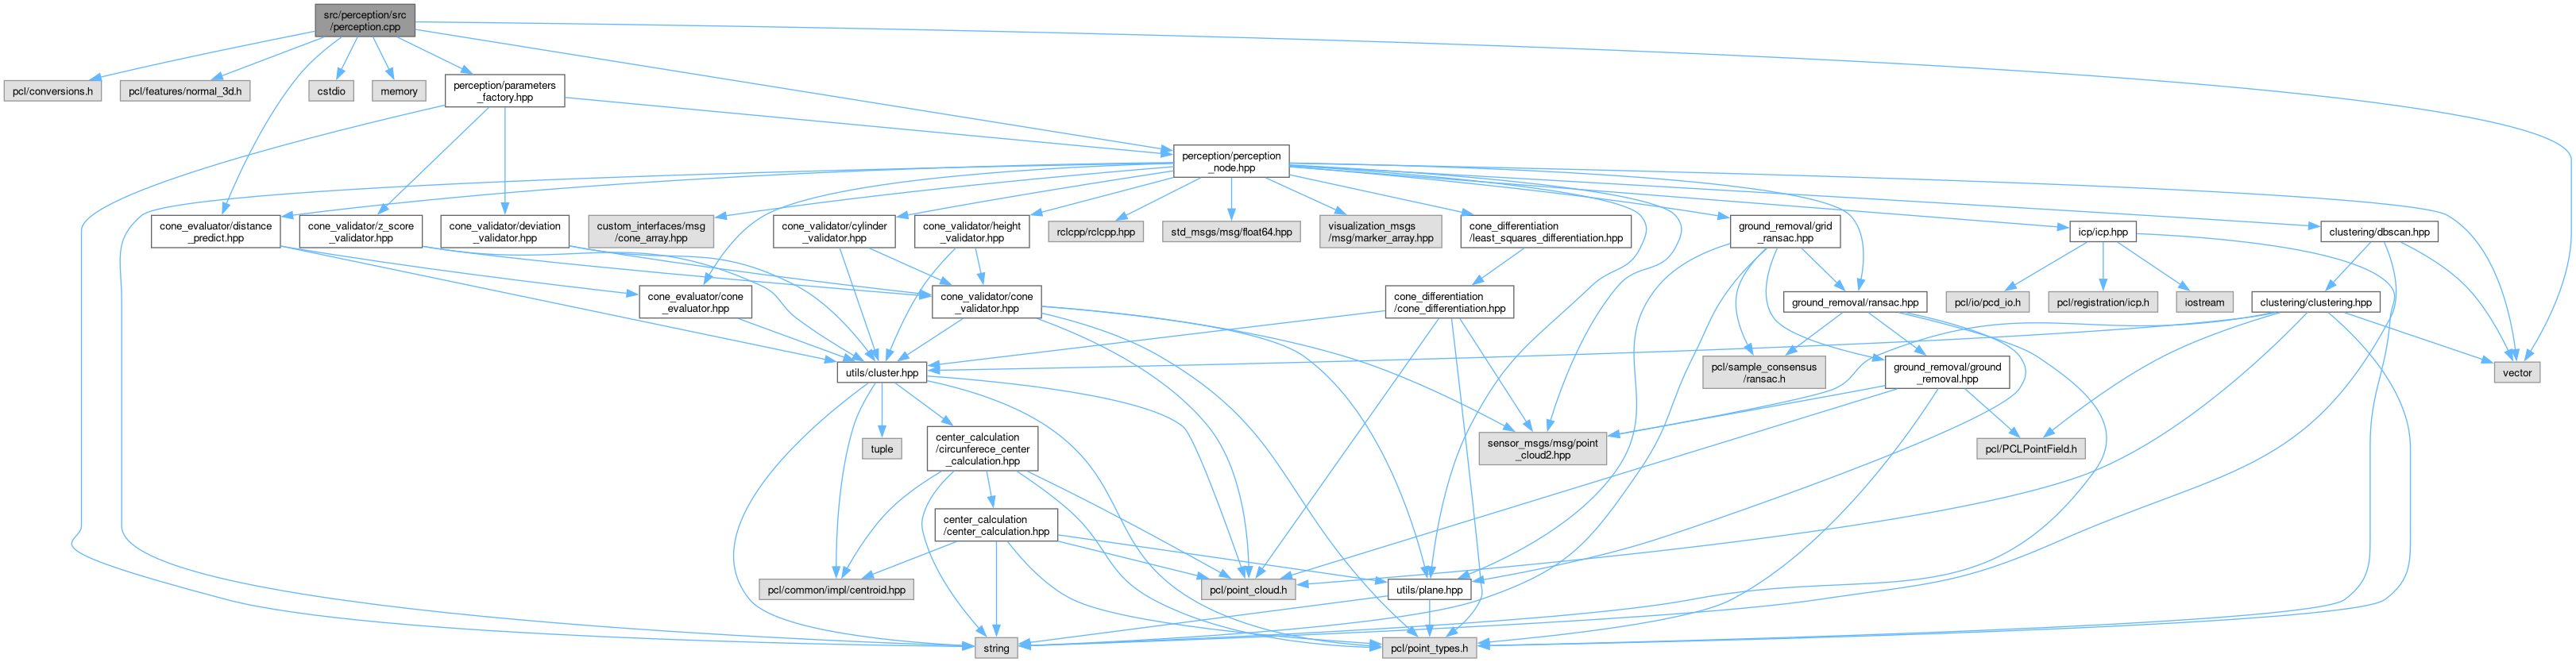 src/perception/src
/perception.cpp
pcl/conversions.h
pcl/features/normal_3d.h
cstdio
memory
perception/parameters
_factory.hpp
perception/perception
_node.hpp
cone_evaluator/distance
_predict.hpp
cone_validator/z_score
_validator.hpp
cone_validator/deviation
_validator.hpp
custom_interfaces/msg
/cone_array.hpp
cone_validator/cylinder
_validator.hpp
cone_validator/height
_validator.hpp
rclcpp/rclcpp.hpp
std_msgs/msg/float64.hpp
visualization_msgs
/msg/marker_array.hpp
cone_differentiation
/least_squares_differentiation.hpp
ground_removal/grid
_ransac.hpp
icp/icp.hpp
clustering/dbscan.hpp
cone_evaluator/cone
_evaluator.hpp
cone_validator/cone
_validator.hpp
cone_differentiation
/cone_differentiation.hpp
ground_removal/ransac.hpp
pcl/io/pcd_io.h
pcl/registration/icp.h
iostream
clustering/clustering.hpp
utils/cluster.hpp
pcl/sample_consensus
/ransac.h
ground_removal/ground
_removal.hpp
vector
tuple
center_calculation
/circunferece_center
_calculation.hpp
sensor_msgs/msg/point
_cloud2.hpp
pcl/PCLPointField.h
center_calculation
/center_calculation.hpp
pcl/common/impl/centroid.hpp
pcl/point_cloud.h
utils/plane.hpp
string
pcl/point_types.h